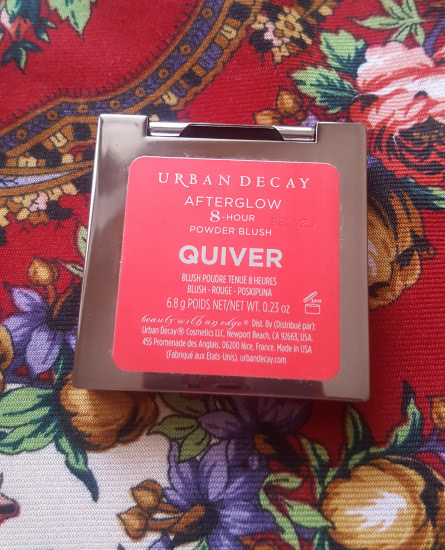 URBAN DECAY
AFTERGLOW
8-HOUR
POWDER BLUSH
QUIVER
BLUSH POUDRE TENUE 8 HEURES
BLUSH - ROUGE - POSKIPUNA
6.8 g POIDS NET/NET WT. 0.23 oz
beauty with an edge® Dist. By (Distribué par):
Urban Decay® Cosmetics LLC, Newport Beach, CA 92663, USA.
455 Promenade des Anglais, 06200 Nice, France. Made in USA
(Fabriqué aux Etats-Unis). urbandecay.com